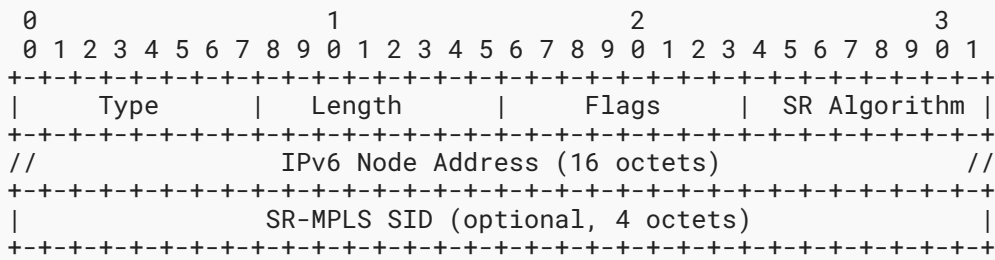 0                   1                   2                   3
 0 1 2 3 4 5 6 7 8 9 0 1 2 3 4 5 6 7 8 9 0 1 2 3 4 5 6 7 8 9 0 1
+-+-+-+-+-+-+-+-+-+-+-+-+-+-+-+-+-+-+-+-+-+-+-+-+-+-+-+-+-+-+-+-+
|     Type      |   Length      |     Flags     |  SR Algorithm |
+-+-+-+-+-+-+-+-+-+-+-+-+-+-+-+-+-+-+-+-+-+-+-+-+-+-+-+-+-+-+-+-+
//                IPv6 Node Address (16 octets)                //
+-+-+-+-+-+-+-+-+-+-+-+-+-+-+-+-+-+-+-+-+-+-+-+-+-+-+-+-+-+-+-+-+
|                SR-MPLS SID (optional, 4 octets)               |
+-+-+-+-+-+-+-+-+-+-+-+-+-+-+-+-+-+-+-+-+-+-+-+-+-+-+-+-+-+-+-+-+